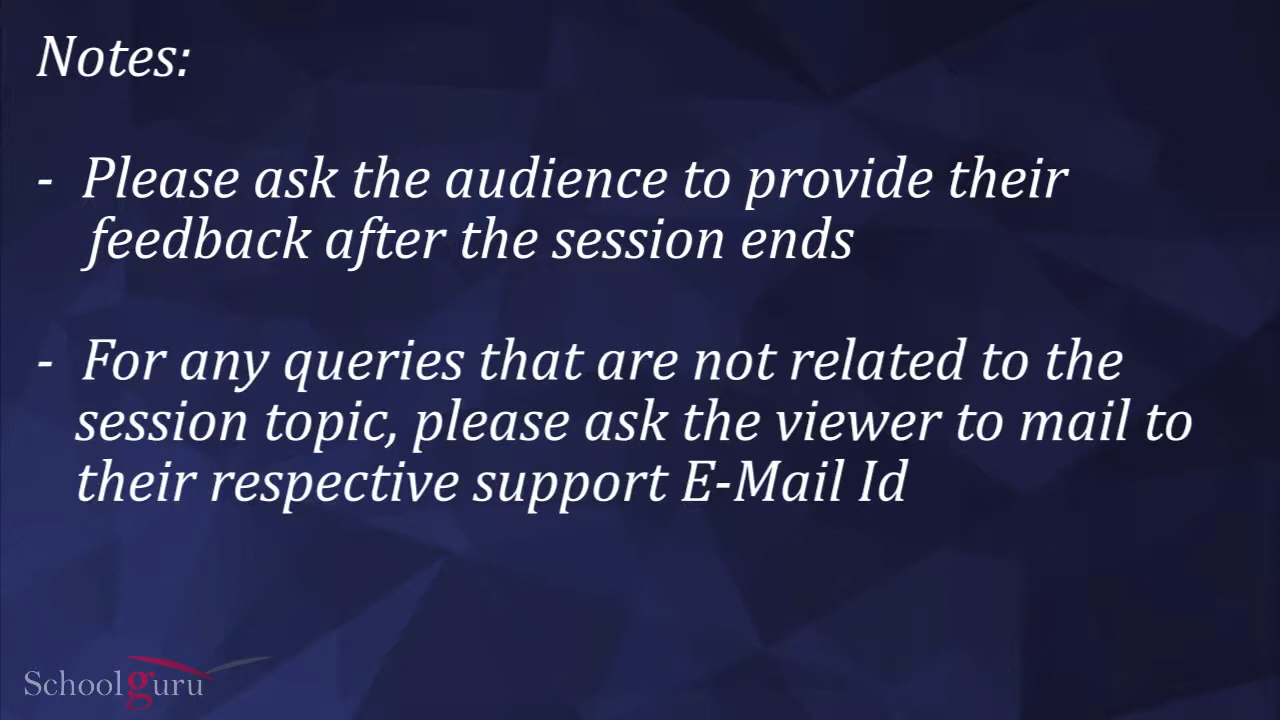 Notes:
- Please ask the audience to provide their
feedback after the session ends
- For any queries that are not related to the
session topic, please ask the viewer to mail to
their respective support E-Mail Id
Schoolguru